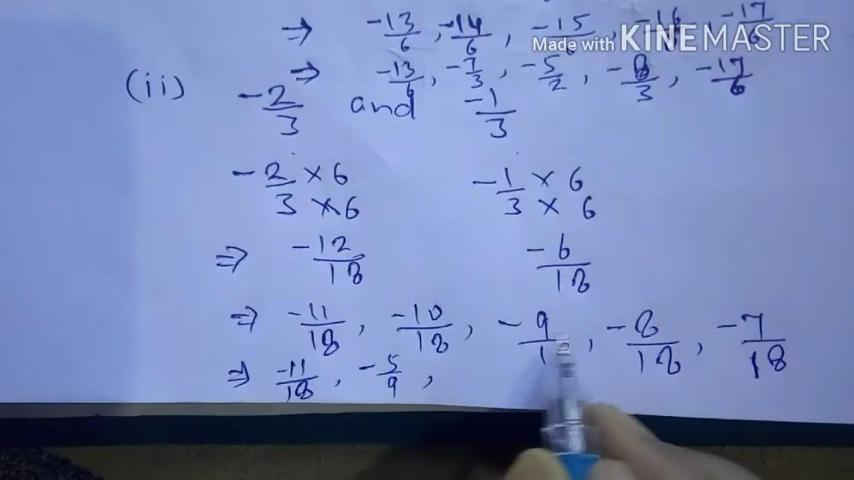 ⇒ -13/6, -14/6, -15/6, -16/6, -17/6
Made with KINEMASTER
⇒ -13/6, -7/3, -5/2, -8/3, -17/6
(ii) -2/3 and -1/3
-2/3 × 6/× 6 -1/3 × 6/× 6
⇒ -12/18 -6/18
⇒ -11/18, -10/18, -9/18, -8/18, -7/18
⇒ -11/18, -5/9,